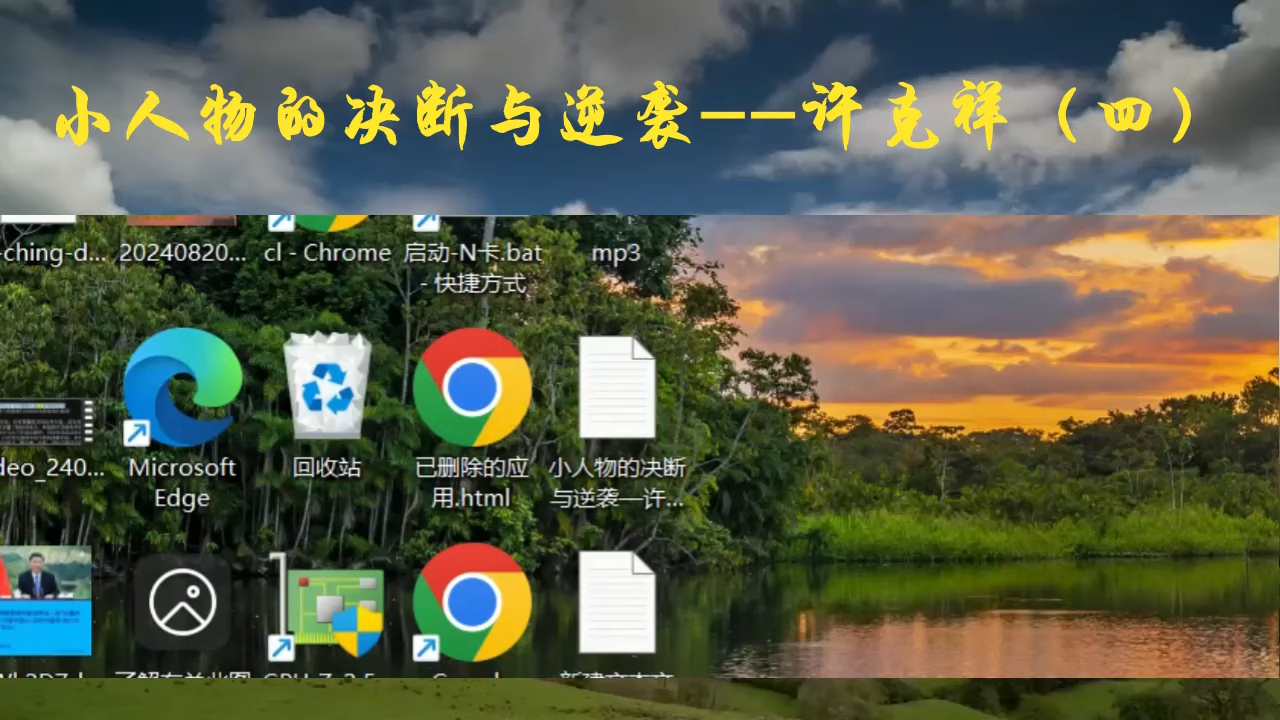 小人物的决断与逆袭——许克祥（四）
-ching-d... 20240820... cl - Chrome 启动-N卡.bat mp3
- 快捷方式
deo_240... Microsoft 回收站 已删除的应 小人物的决断
Edge 用.html 与逆袭—许...